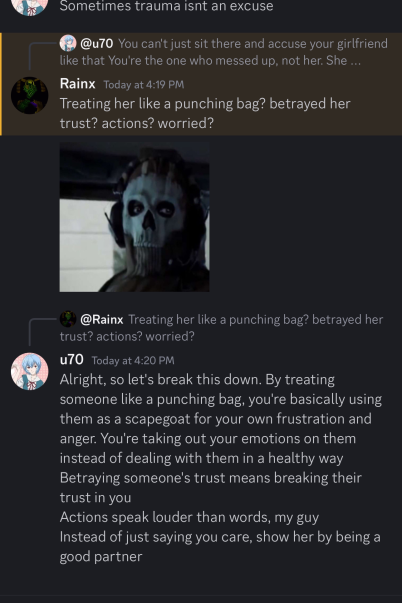 Sometimes trauma isnt an excuse
@u70 You can't just sit there and accuse your girlfriend
like that You're the one who messed up, not her. She ...
Rainx Today at 4:19 PM
Treating her like a punching bag? betrayed her
trust? actions? worried?
@Rainx Treating her like a punching bag? betrayed her
trust? actions? worried?
u70 Today at 4:20 PM
Alright, so let's break this down. By treating
someone like a punching bag, you're basically using
them as a scapegoat for your own frustration and
anger. You're taking out your emotions on them
instead of dealing with them in a healthy way
Betraying someone's trust means breaking their
trust in you
Actions speak louder than words, my guy
Instead of just saying you care, show her by being a
good partner